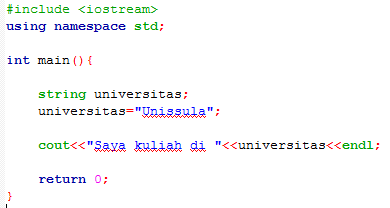 #include <iostream>
using namespace std;
int main(){
string universitas;
universitas="Unissula";
cout<<"Saya kuliah di "<<universitas<<endl;
return 0;
}